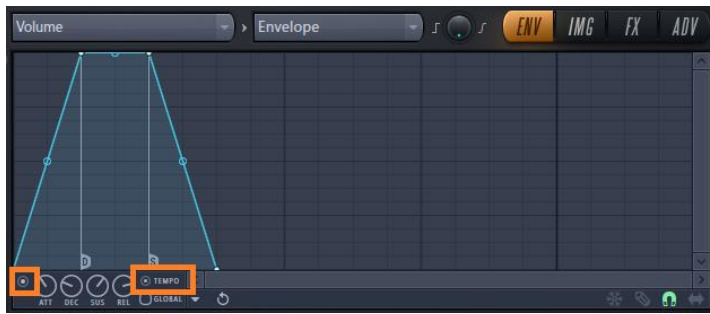 Volume Envelope ENV IMG FX ADV
D S
TEMPO
ATT DEC SUS REL GLOBAL